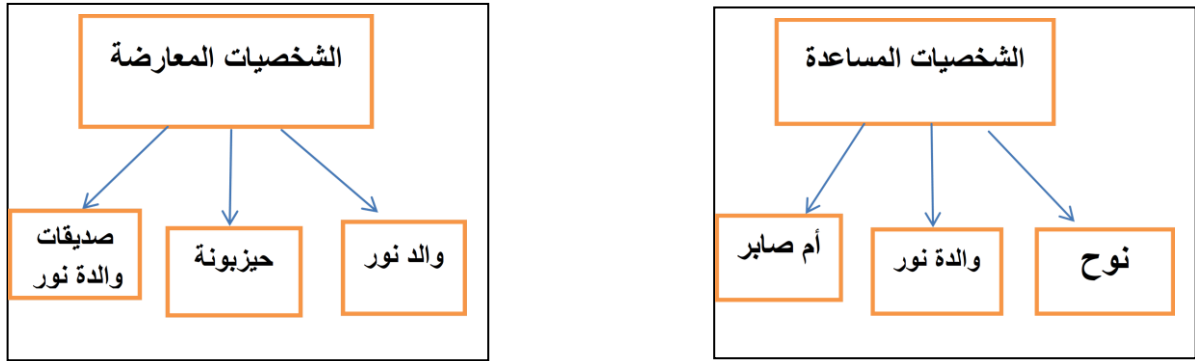 الشخصيات المساعدة
نوح
والدة نور
أم صابر
الشخصيات المعارضة
والد نور
حيزبونة
صديقات
والدة نور